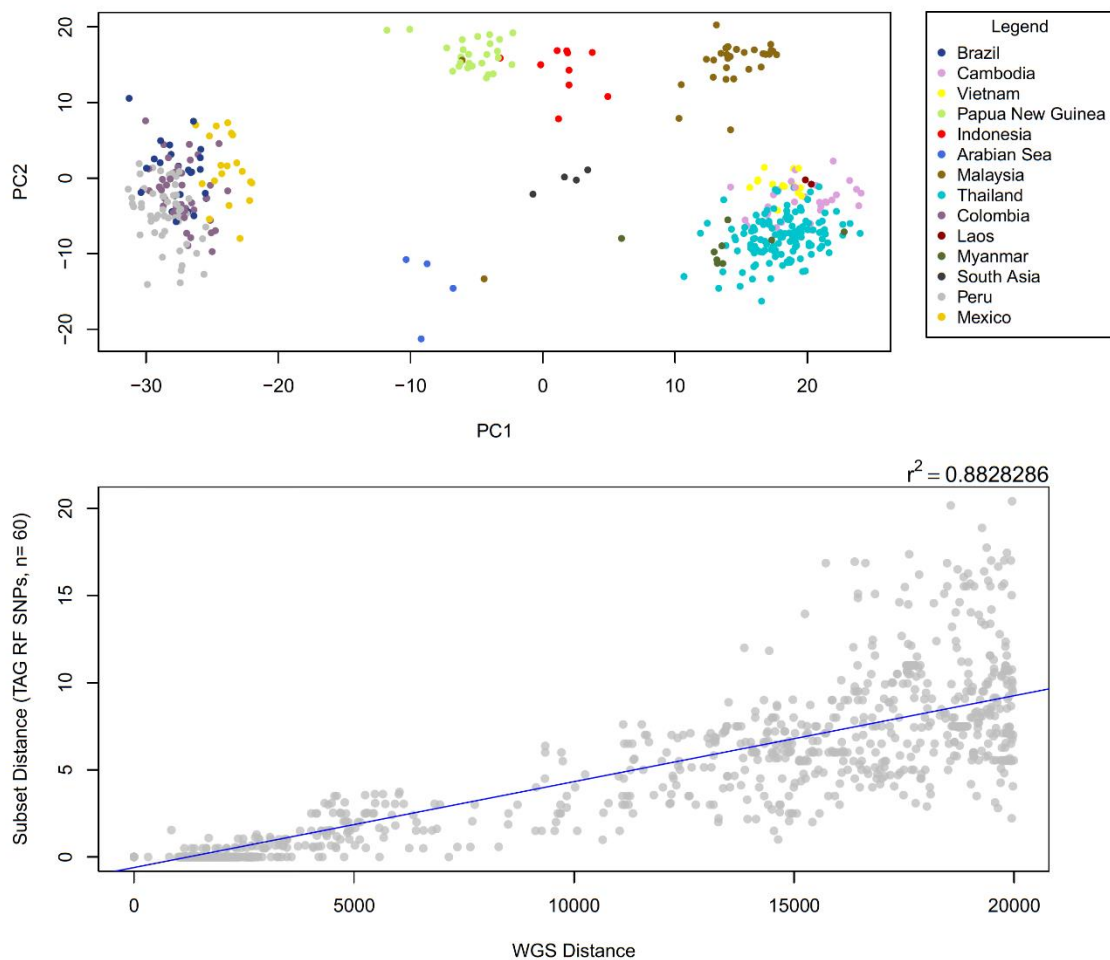 20
10
0
−10
−20
PC2
−30
−20
−10
0
10
20
PC1
Legend
Brazil
Cambodia
Vietnam
Papua New Guinea
Indonesia
Arabian Sea
Malaysia
Thailand
Colombia
Laos
Myanmar
South Asia
Peru
Mexico
r² = 0.8828286
20
15
10
5
0
Subset Distance (TAG RF SNPs, n= 60)
0
5000
10000
15000
20000
WGS Distance